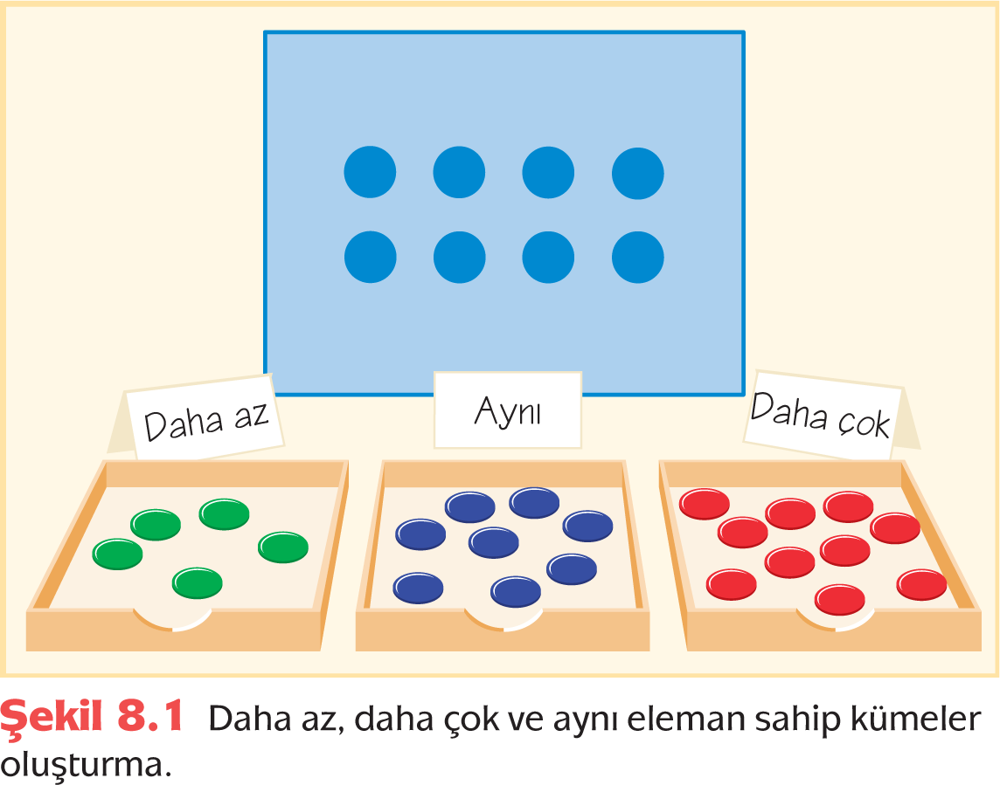 Daha az
Aynı
Daha çok
Şekil 8.1 Daha az, daha çok ve aynı eleman sahip kümeler
oluşturma.